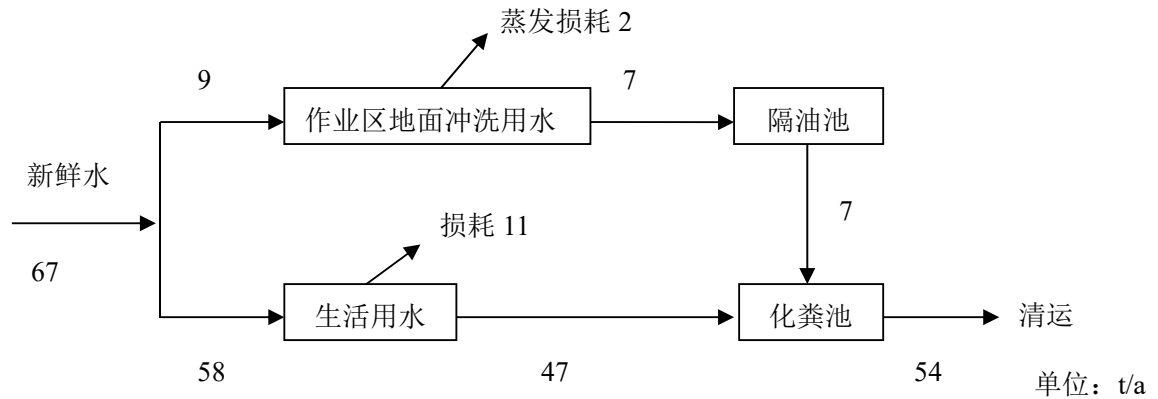 蒸发损耗 2
9
7
作业区地面冲洗用水
隔油池
新鲜水
7
损耗 11
67
生活用水
化粪池
清运
58
47
54
单位：t/a